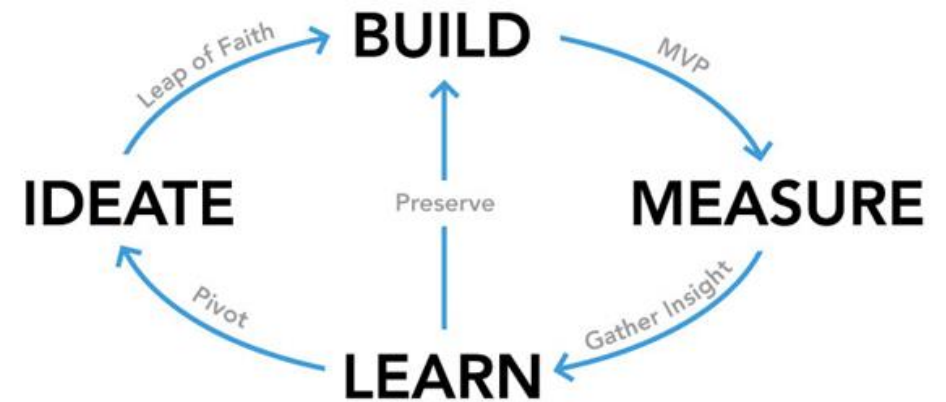 BUILD
Leap of Faith
MVP
IDEATE
Preserve
MEASURE
Pivot
Gather Insight
LEARN